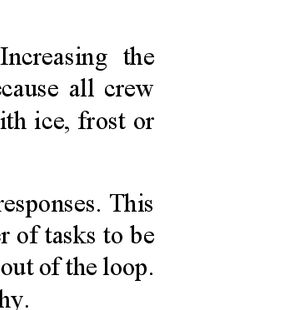 Increasing the
ecause all crew
ith ice, frost or
responses. This
r of tasks to be
out of the loop.
hy.